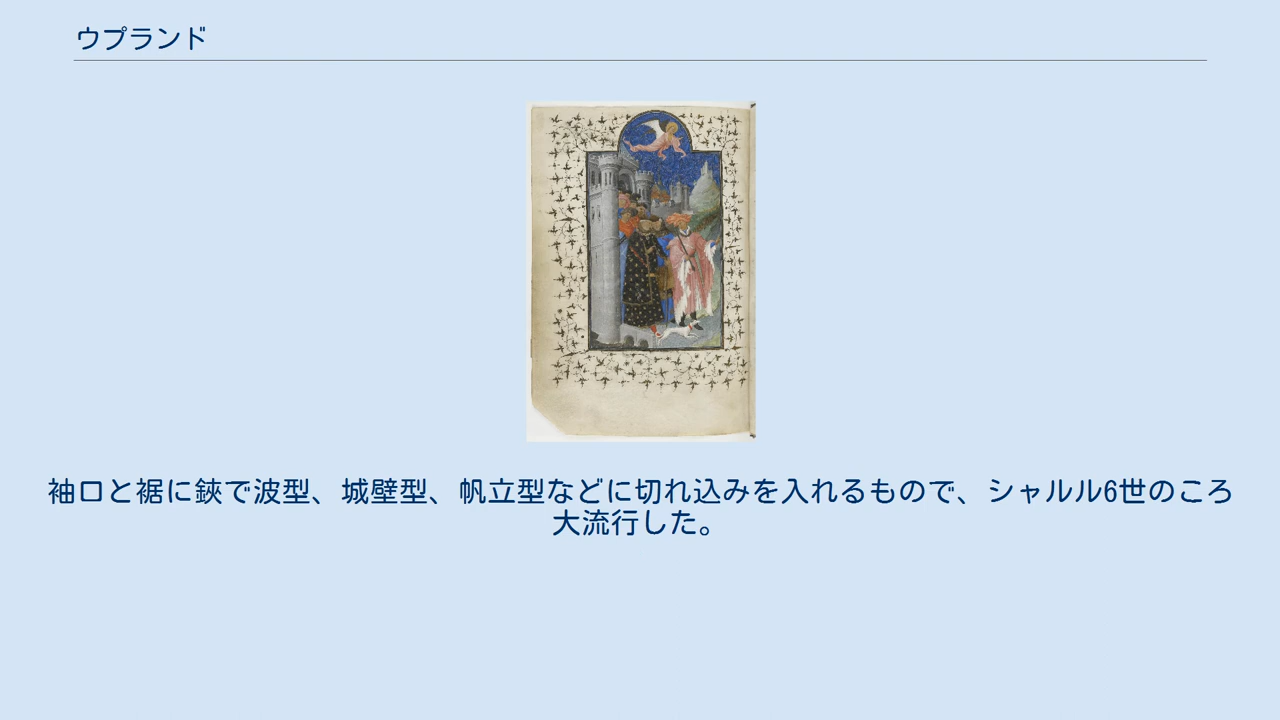 ウプランド
袖口と裾に鋏で波型、城壁型、帆立型などに切れ込みを入れるもので、シャルル6世のころ
大流行した。